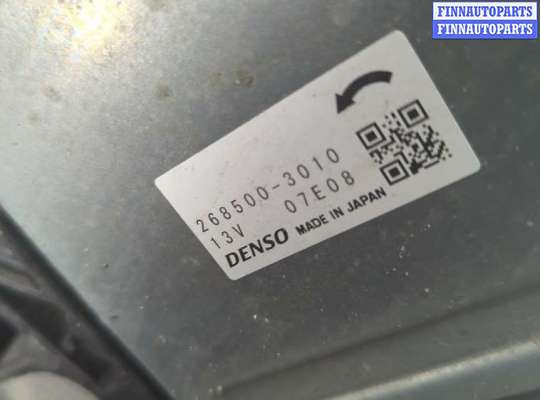 FINNAUTOPARTS
FINNAUTOPARTS
268500-3010
13V 07E08
DENSO MADE IN JAPAN